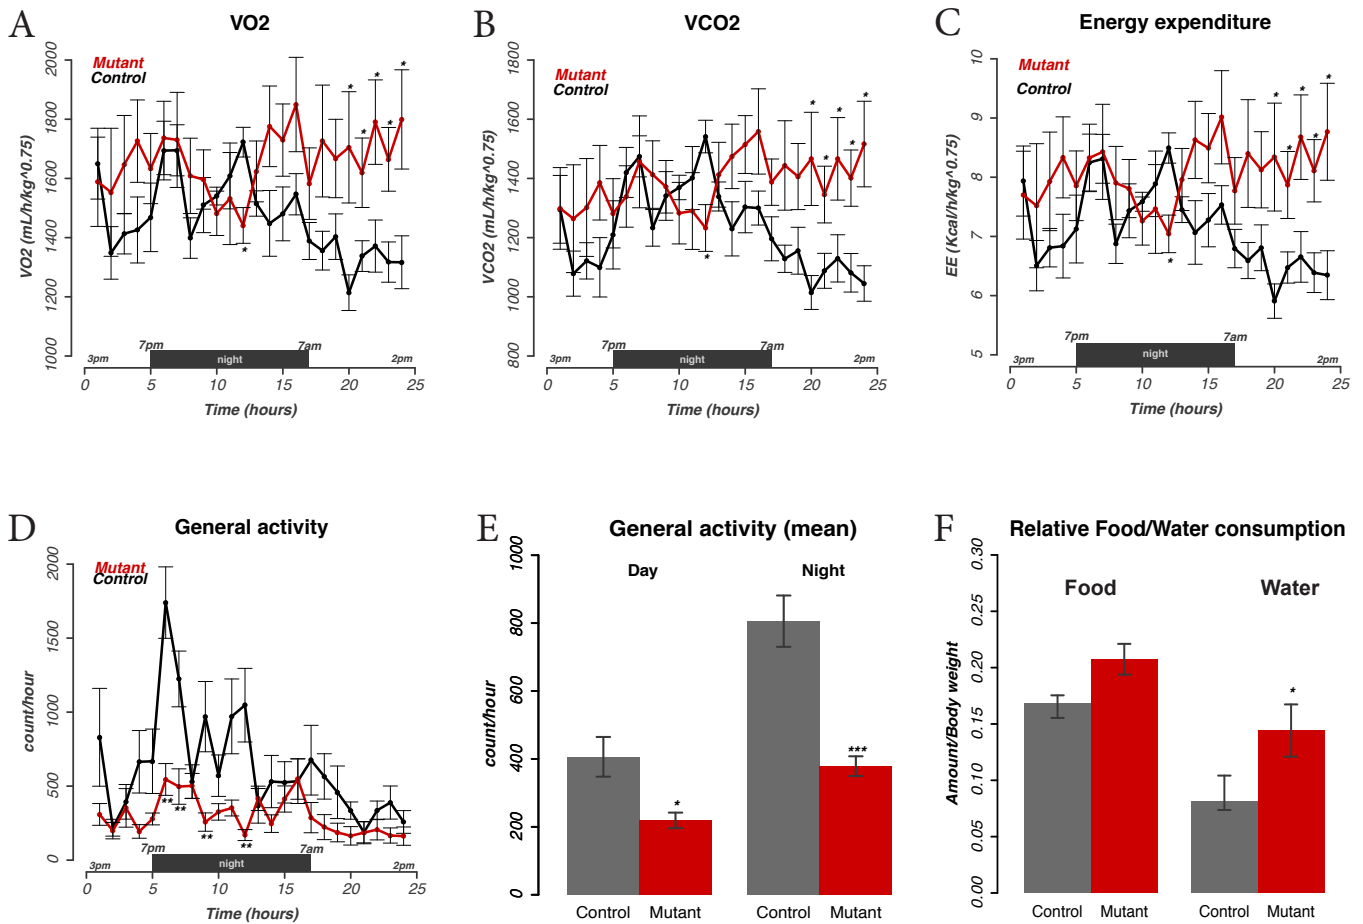 A
VO2
Mutant
Control
VO2 (mL/h/kg^0.75)
2000
1800
1600
1400
1200
1000
* * * * * *
7pm
7am
3pm
night
2pm
0 5 10 15 20 25
Time (hours)
B
VCO2
Mutant
Control
VCO2 (mL/h/kg^0.75)
1800
1600
1400
1200
1000
800
* * * * * *
7pm
7am
3pm
night
2pm
0 5 10 15 20 25
Time (hours)
C
Energy expenditure
Mutant
Control
EE (Kcal/h/kg^0.75)
10
9
8
7
6
5
* * * * * *
7pm
7am
3pm
night
2pm
0 5 10 15 20 25
Time (hours)
D
General activity
Mutant
Control
count/hour
2000
1500
1000
500
0
** ** ** **
7pm
7am
3pm
night
2pm
0 5 10 15 20 25
Time (hours)
E
General activity (mean)
Day
Night
count/hour
1000
800
600
400
200
0
*
***
Control Mutant Control Mutant
F
Relative Food/Water consumption
Food
Water
Amount/Body weight
0.30
0.25
0.20
0.15
0.10
0.05
0.00
*
Control Mutant Control Mutant